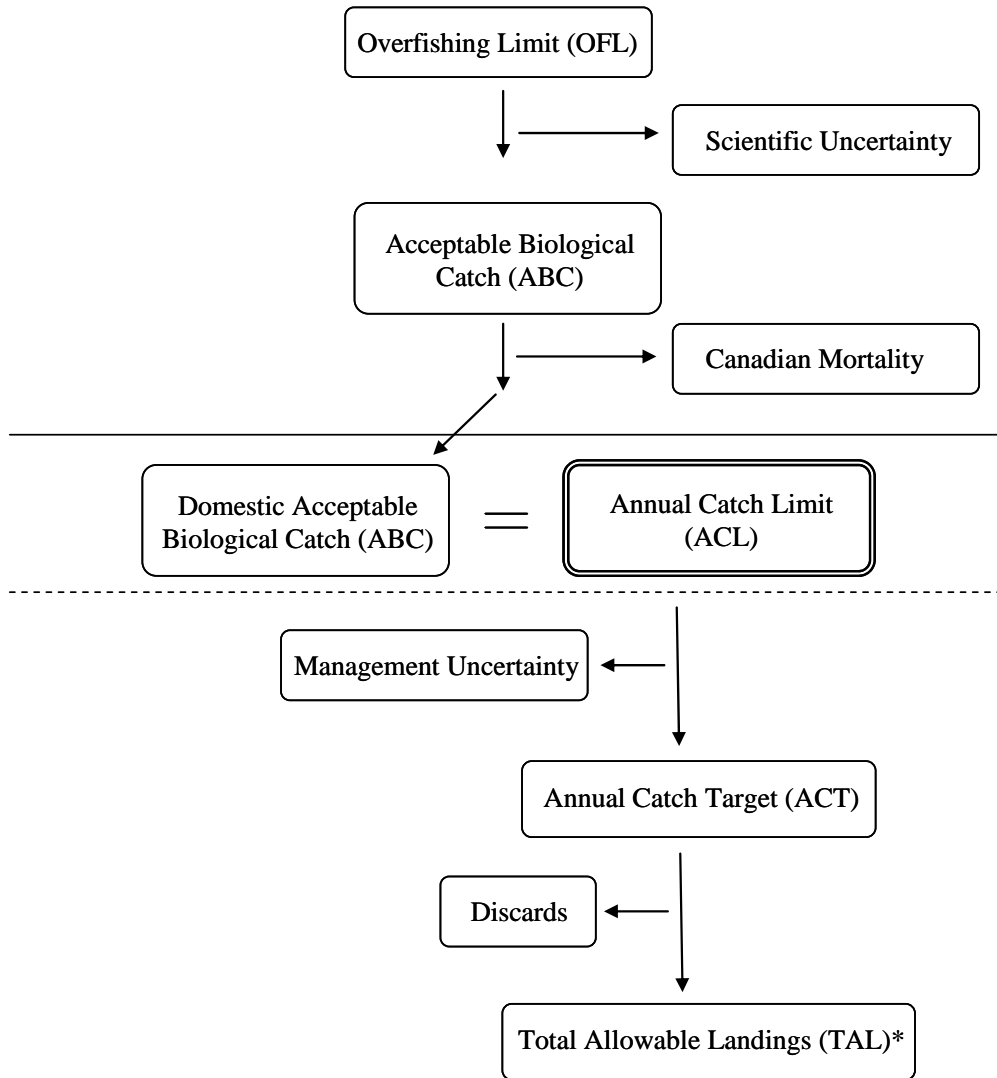 Overfishing Limit (OFL)
Scientific Uncertainty
Acceptable Biological
Catch (ABC)
Canadian Mortality
Domestic Acceptable
Biological Catch (ABC)
=
Annual Catch Limit
(ACL)
Management Uncertainty
Annual Catch Target (ACT)
Discards
Total Allowable Landings (TAL)*